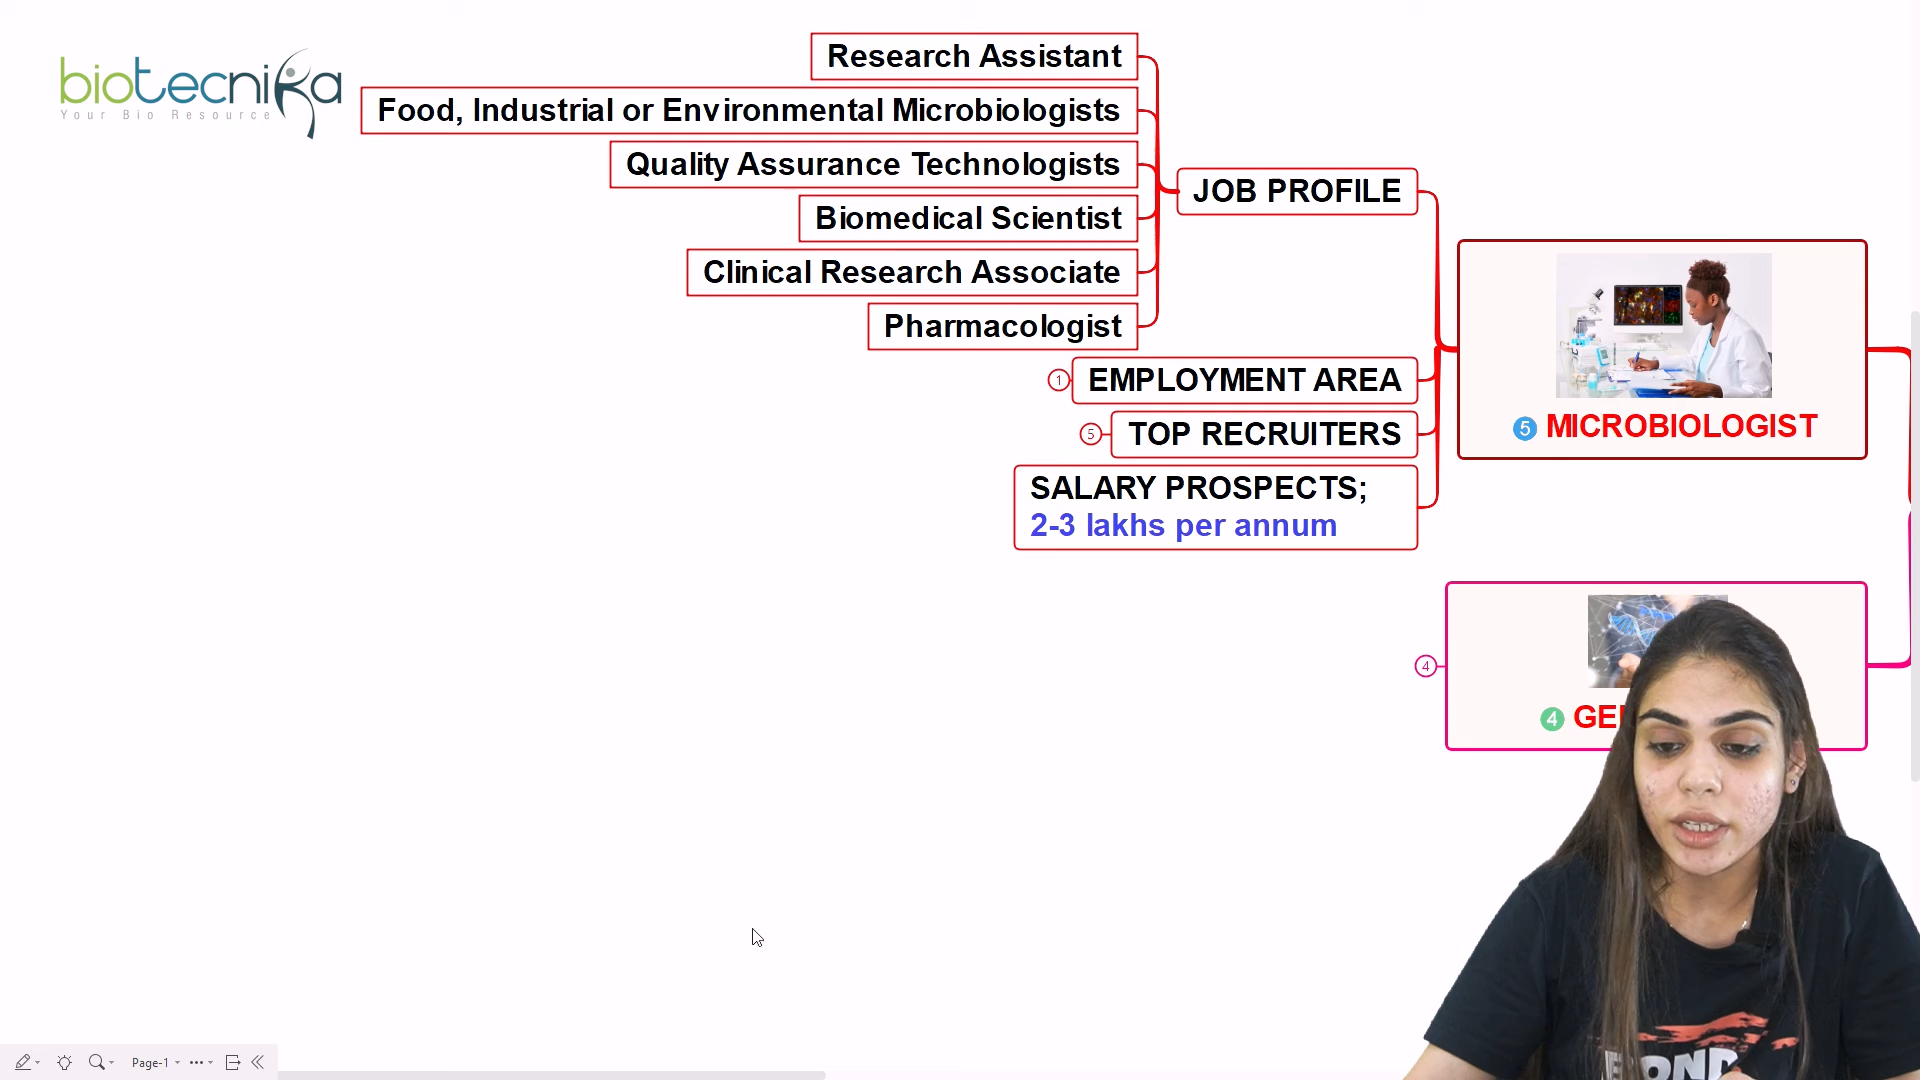 biotecnika
Your Bio Resource
Research Assistant
Food, Industrial or Environmental Microbiologists
Quality Assurance Technologists
Biomedical Scientist
Clinical Research Associate
Pharmacologist
JOB PROFILE
1 EMPLOYMENT AREA
5 TOP RECRUITERS
SALARY PROSPECTS;
2-3 lakhs per annum
5 MICROBIOLOGIST
4
4
Page-1